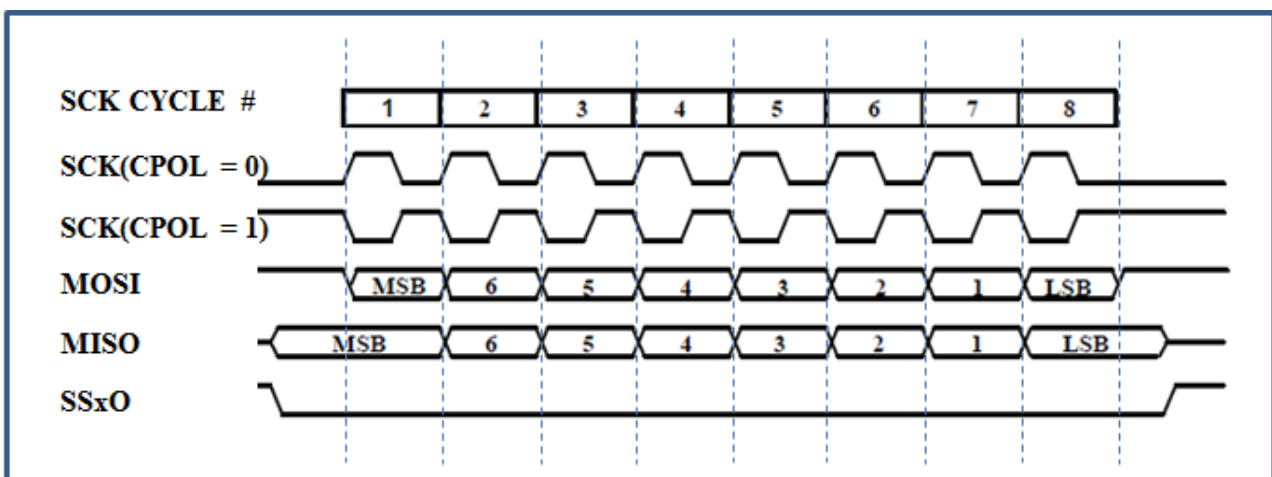 SCK CYCLE # 1 2 3 4 5 6 7 8
SCK(CPOL = 0)
SCK(CPOL = 1)
MOSI MSB 6 5 4 3 2 1 LSB
MISO MSB 6 5 4 3 2 1 LSB
SSxO